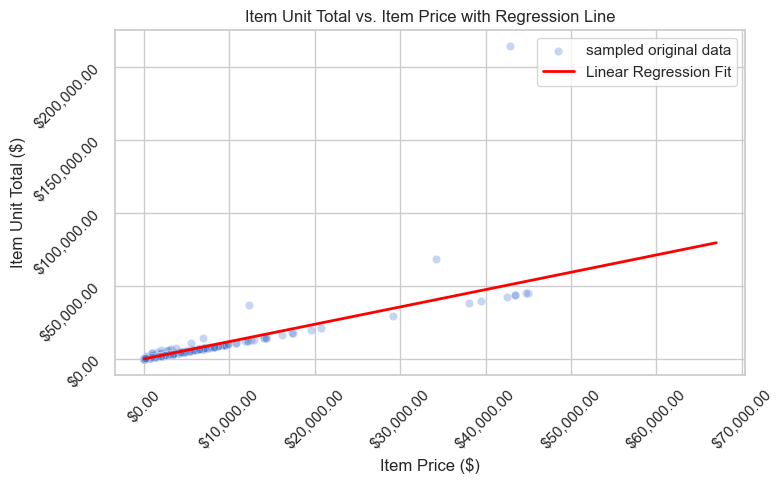 Item Unit Total vs. Item Price with Regression Line
sampled original data
Linear Regression Fit
Item Unit Total ($)
$200,000.00
$150,000.00
$100,000.00
$50,000.00
$0.00
$0.00
$10,000.00
$20,000.00
$30,000.00
$40,000.00
$50,000.00
$60,000.00
$70,000.00
Item Price ($)